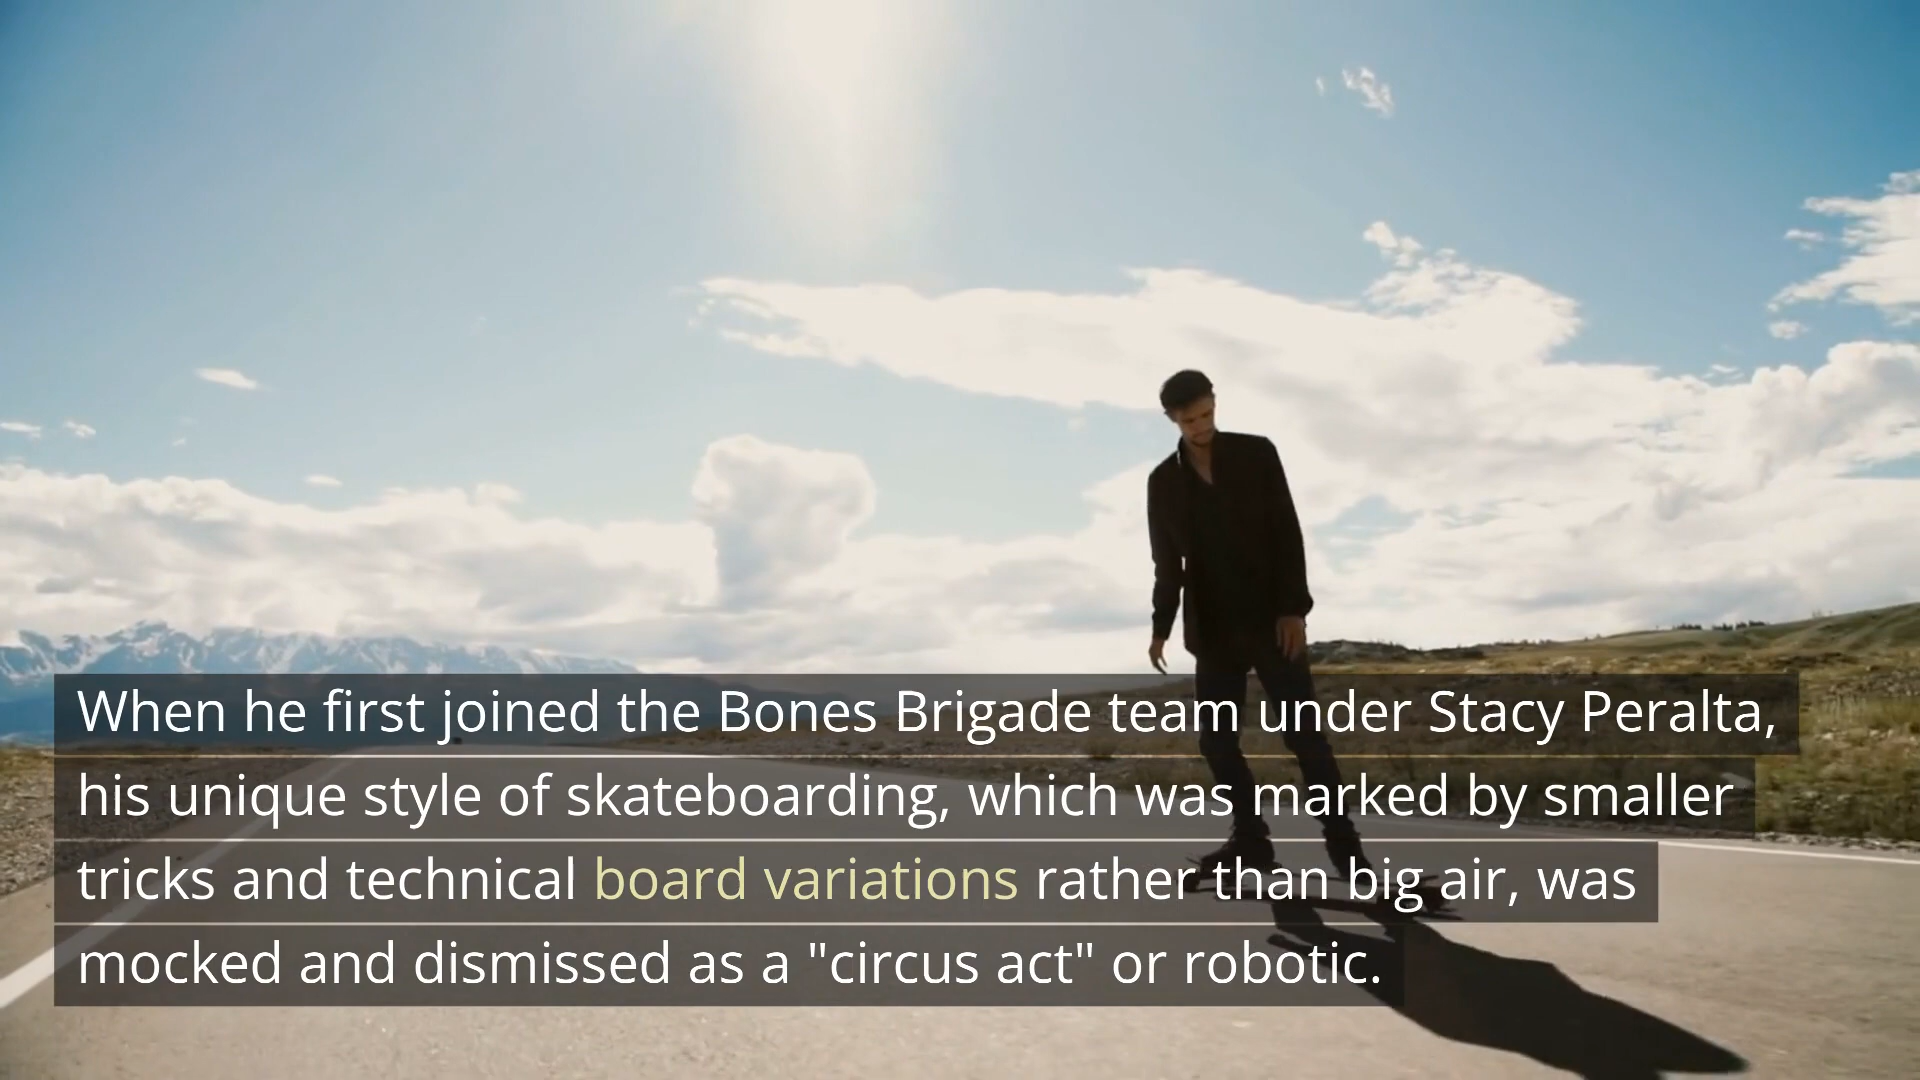 When he first joined the Bones Brigade team under Stacy Peralta,
his unique style of skateboarding, which was marked by smaller
tricks and technical board variations rather than big air, was
mocked and dismissed as a "circus act" or robotic.